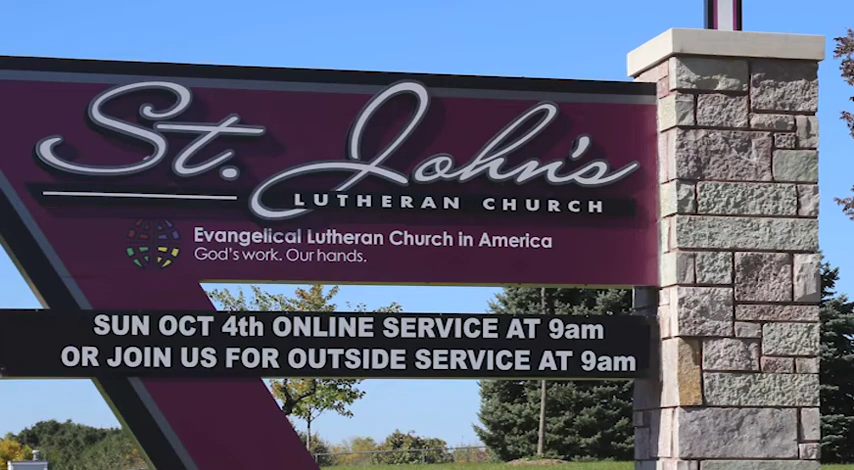 St. John's
LUTHERAN CHURCH
Evangelical Lutheran Church in America
God's work. Our hands.
SUN OCT 4th ONLINE SERVICE AT 9am
OR JOIN US FOR OUTSIDE SERVICE AT 9am